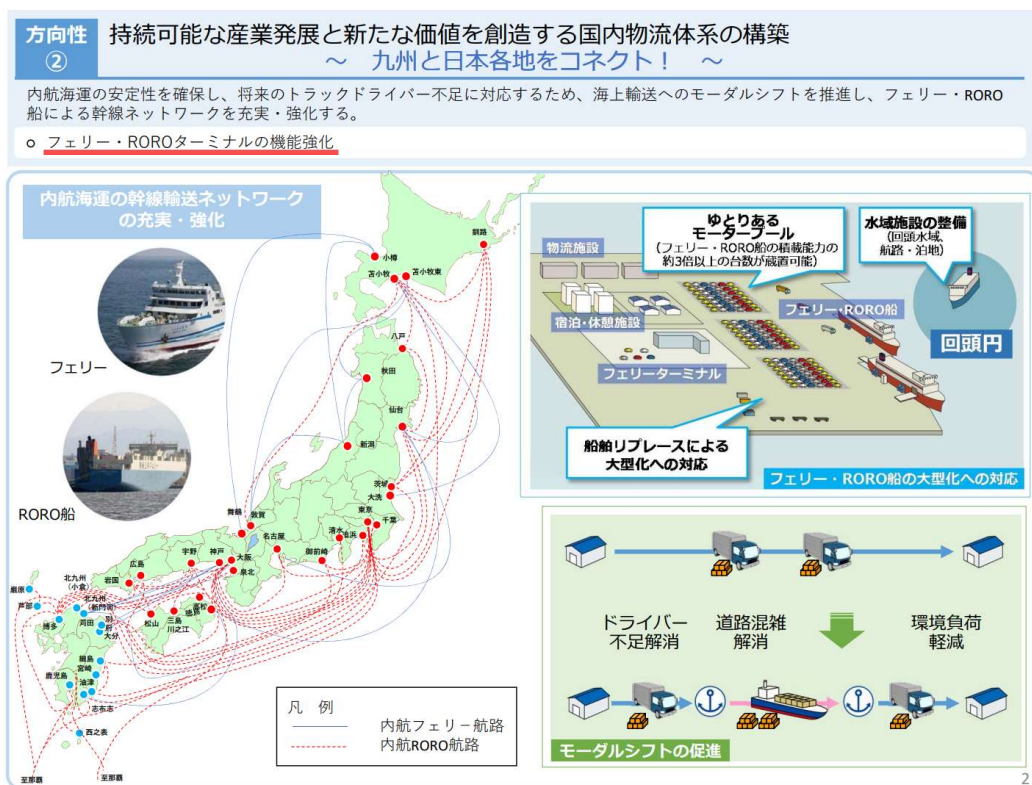 方向性
②
持続可能な産業発展と新たな価値を創造する国内物流体系の構築
～ 九州と日本各地をコネクト！ ～
内航海運の安定性を確保し、将来のトラックドライバー不足に対応するため、海上輸送へのモーダルシフトを推進し、フェリー・RORO
船による幹線ネットワークを充実・強化する。
○ フェリー・ROROターミナルの機能強化
内航海運の幹線輸送ネットワーク
の充実・強化
フェリー
RORO船
釧路
小樽
苫小牧
苫小牧東
八戸
秋田
仙台
新潟
茨城
大洗
東京
千葉
舞鶴
敦賀
名古屋
清水
横浜
御前崎
宇野
神戸
大阪
泉北
広島
岩国
北九州
（小倉）
北九州
（新門司）
厳原
芦部
博多
苅田
別府
大分
松山
三島
川之江
高松
徳島
細島
宮崎
鹿児島
油津
志布志
西之表
至那覇
至那覇
凡 例
内航フェリー航路
内航RORO航路
ゆとりある
モータープール
（フェリー・RORO船の積載能力の
約3倍以上の台数が蔵置可能）
水域施設の整備
（回頭水域、
航路・泊地）
物流施設
宿泊・休憩施設
フェリー・RORO船
回頭円
フェリーターミナル
船舶リプレースによる
大型化への対応
フェリー・RORO船の大型化への対応
ドライバー
不足解消
道路混雑
解消
環境負荷
軽減
モーダルシフトの促進
2